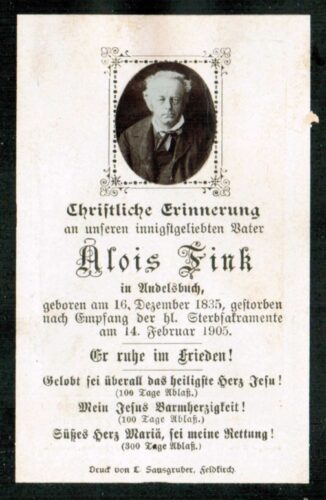 Christliche Erinnerung
an unseren innigstgeliebten Vater
Alois Fink
in Andelsbuch,
geboren am 16. Dezember 1835, gestorben
nach Empfang der hl. Sterbsakramente
am 14. Februar 1905.
Er ruhe im Frieden!
Gelobt sei überall das heiligste Herz Jesu!
(100 Tage Ablaß.)
Mein Jesus Barmherzigkeit!
(100 Tage Ablaß.)
Süßes Herz Mariä, sei meine Rettung!
(300 Tage Ablaß.)
Druck von L. Sausgruber, Feldkirch.